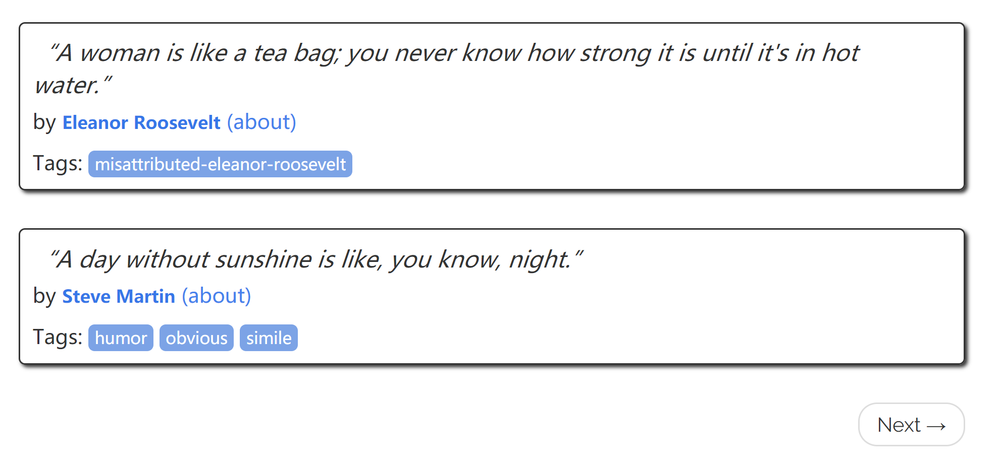 “A woman is like a tea bag; you never know how strong it is until it's in hot
water.”
by Eleanor Roosevelt (about)
Tags: misattributed-eleanor-roosevelt
“A day without sunshine is like, you know, night.”
by Steve Martin (about)
Tags: humor obvious simile
Next →